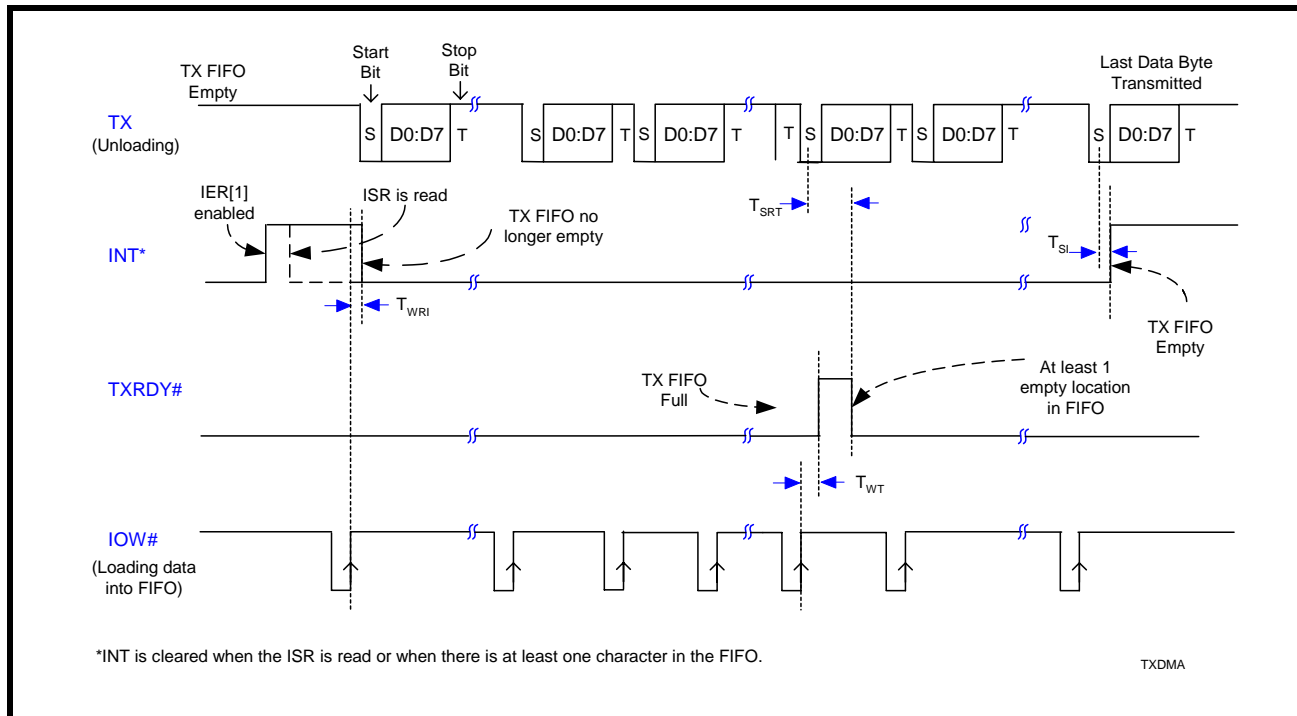 TX FIFO
Empty
Start
Bit
Stop
Bit
Last Data Byte
Transmitted
TX
(Unloading)
S D0:D7 T S D0:D7 T S D0:D7 T T S D0:D7 T S D0:D7 T S D0:D7 T
IER[1]
enabled
ISR is read
TX FIFO no
longer empty
TSRT
TSI
INT*
TWRI
TX FIFO
Empty
TXRDY#
TX FIFO
Full
At least 1
empty location
in FIFO
TWT
IOW#
(Loading data
into FIFO)
*INT is cleared when the ISR is read or when there is at least one character in the FIFO.
TXDMA